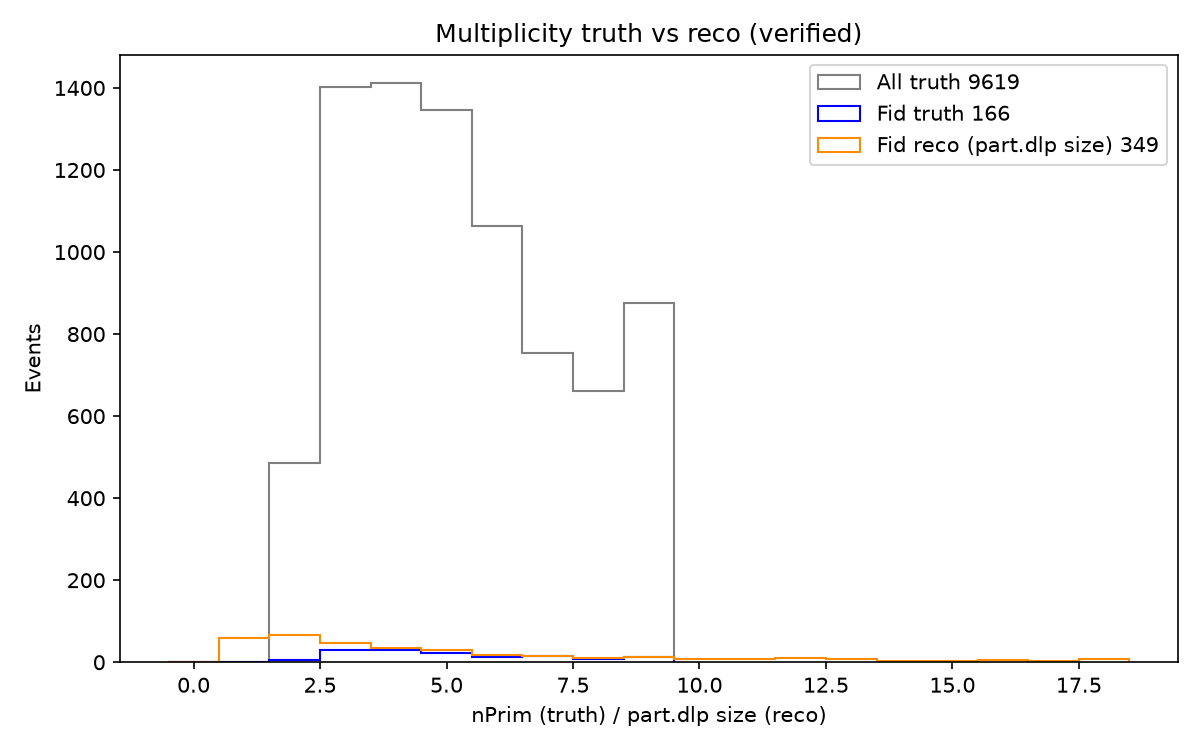 Multiplicity truth vs reco (verified)
All truth 9619
Fid truth 166
Fid reco (part.dlp size) 349
Events
1400
1200
1000
800
600
400
200
0
0.0 2.5 5.0 7.5 10.0 12.5 15.0 17.5
nPrim (truth) / part.dlp size (reco)